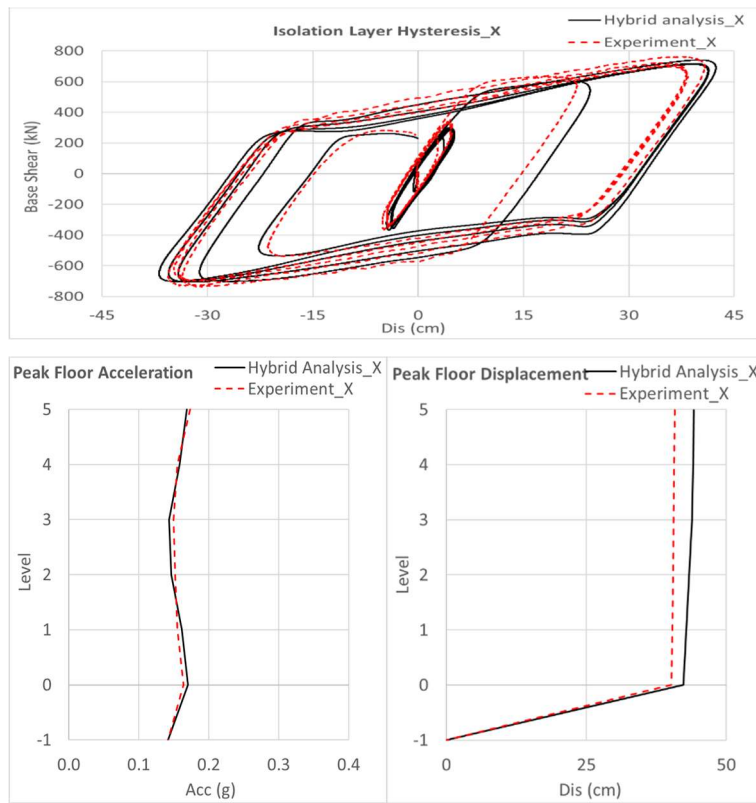 Isolation Layer Hysteresis_X
Hybrid analysis_X
Experiment_X
Base Shear (kN)
800
600
400
200
0
-200
-400
-600
-800
-45
-30
-15
0
15
30
45
Dis (cm)
Peak Floor Acceleration
Hybrid Analysis_X
Experiment_X
Level
5
4
3
2
1
0
-1
0.0
0.1
0.2
0.3
0.4
Acc (g)
Peak Floor Displacement
Hybrid Analysis_X
Experiment_X
Level
5
4
3
2
1
0
-1
0
25
50
Dis (cm)